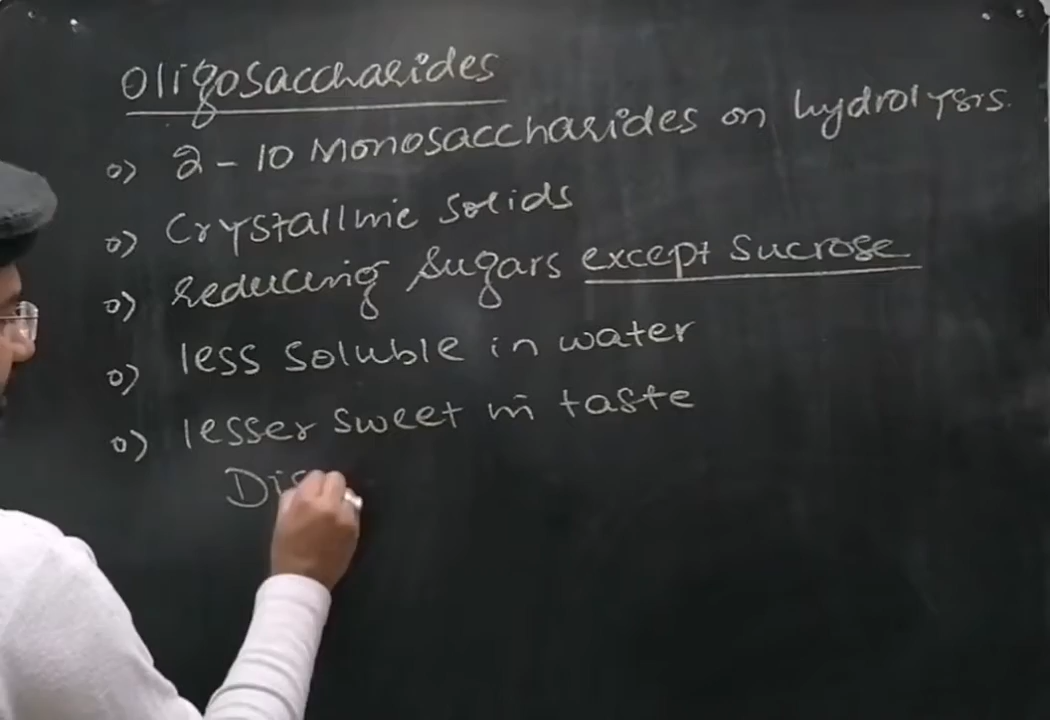 Oligosaccharides
o) 2 - 10 Monosaccharides on hydrolysis.
o) Crystalline solids
o) Reducing Sugars except Sucrose
o) less soluble in water
o) lesser sweet in taste
Dis